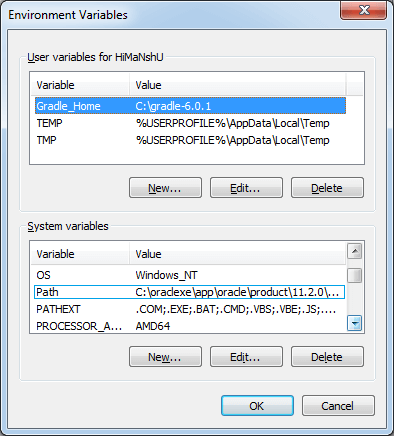 Environment Variables
User variables for HiMaNshU
Variable Value
Gradle_Home C:\gradle-6.0.1
TEMP %USERPROFILE%\AppData\Local\Temp
TMP %USERPROFILE%\AppData\Local\Temp
New... Edit... Delete
System variables
Variable Value
OS Windows_NT
Path C:\oraclexe\app\oracle\product\11.2.0\...
PATHEXT .COM;.EXE;.BAT;.CMD;.VBS;.VBE;.JS;....
PROCESSOR_A... AMD64
New... Edit... Delete
OK Cancel